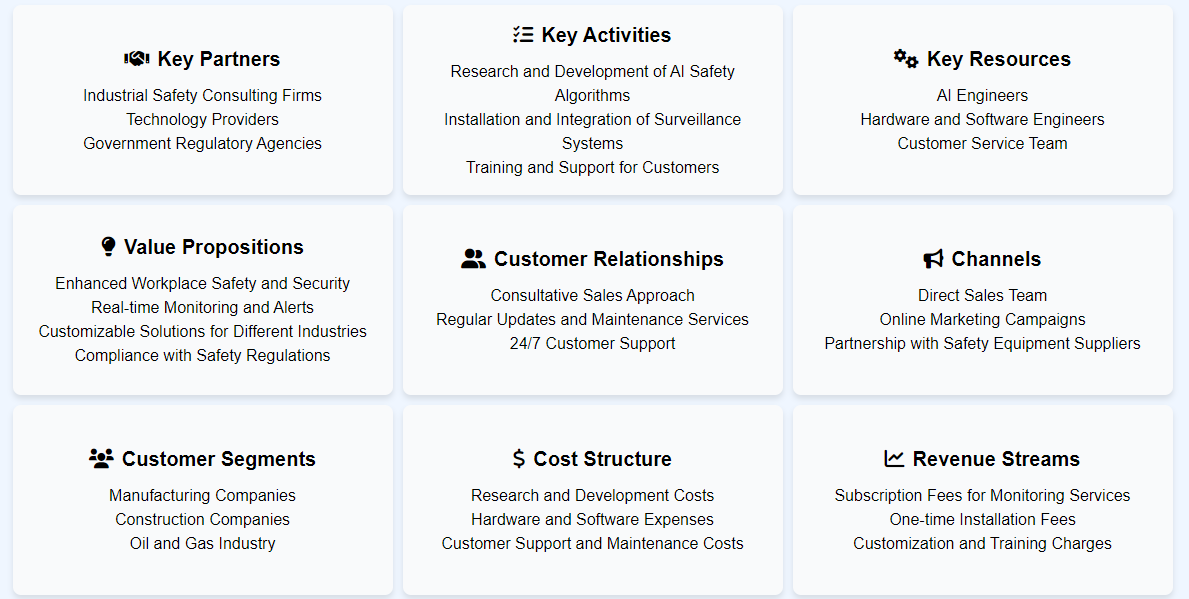 Key Partners
Industrial Safety Consulting Firms
Technology Providers
Government Regulatory Agencies
Key Activities
Research and Development of AI Safety
Algorithms
Installation and Integration of Surveillance
Systems
Training and Support for Customers
Key Resources
AI Engineers
Hardware and Software Engineers
Customer Service Team
Value Propositions
Enhanced Workplace Safety and Security
Real-time Monitoring and Alerts
Customizable Solutions for Different Industries
Compliance with Safety Regulations
Customer Relationships
Consultative Sales Approach
Regular Updates and Maintenance Services
24/7 Customer Support
Channels
Direct Sales Team
Online Marketing Campaigns
Partnership with Safety Equipment Suppliers
Customer Segments
Manufacturing Companies
Construction Companies
Oil and Gas Industry
Cost Structure
Research and Development Costs
Hardware and Software Expenses
Customer Support and Maintenance Costs
Revenue Streams
Subscription Fees for Monitoring Services
One-time Installation Fees
Customization and Training Charges